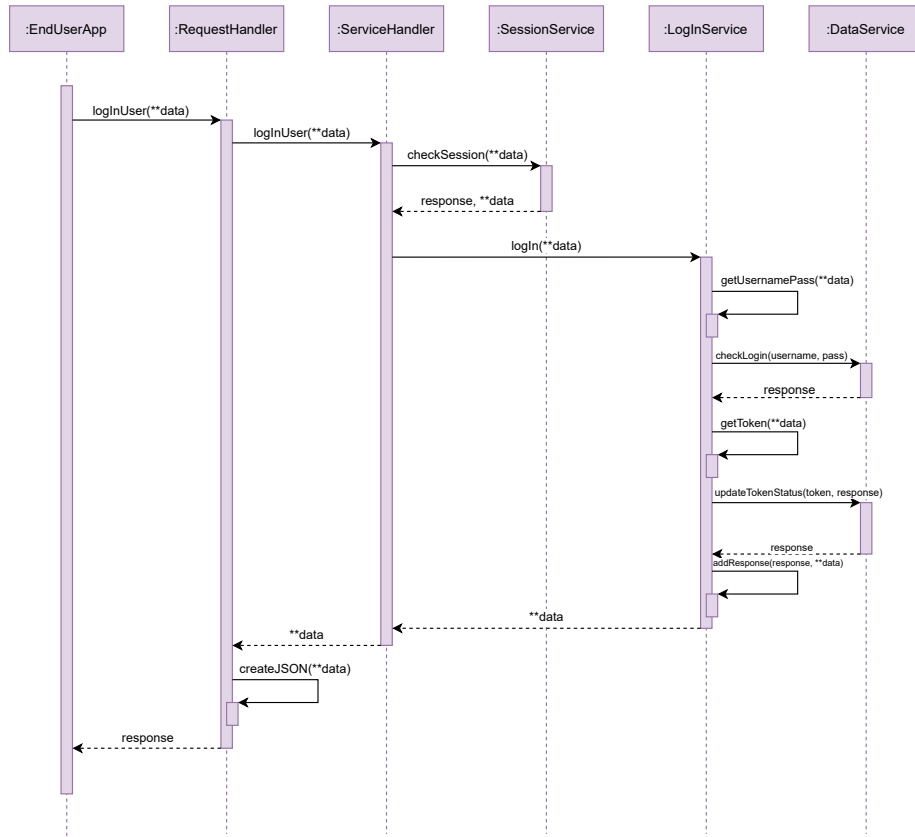 :EndUserApp
:RequestHandler
:ServiceHandler
:SessionService
:LogInService
:DataService
logInUser(**data)
logInUser(**data)
checkSession(**data)
response, **data
logIn(**data)
getUsernamePass(**data)
checkLogin(username, pass)
response
getToken(**data)
updateTokenStatus(token, response)
response
addResponse(response, **data)
**data
**data
createJSON(**data)
response